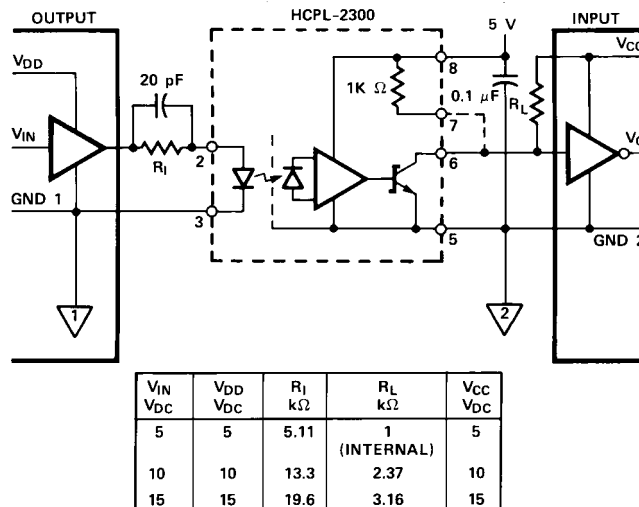 OUTPUT
HCPL-2300
INPUT
VDD
20 pF
5 V
VCC
8
1K Ω
0.1 μF
RL
7
VIN
RI
2
6
GND 1
3
5
GND 2
1
2
VIN VDC
VDD VDC
RI kΩ
RL kΩ
VCC VDC
5 5 5.11 1 (INTERNAL) 5
10 10 13.3 2.37 10
15 15 19.6 3.16 15